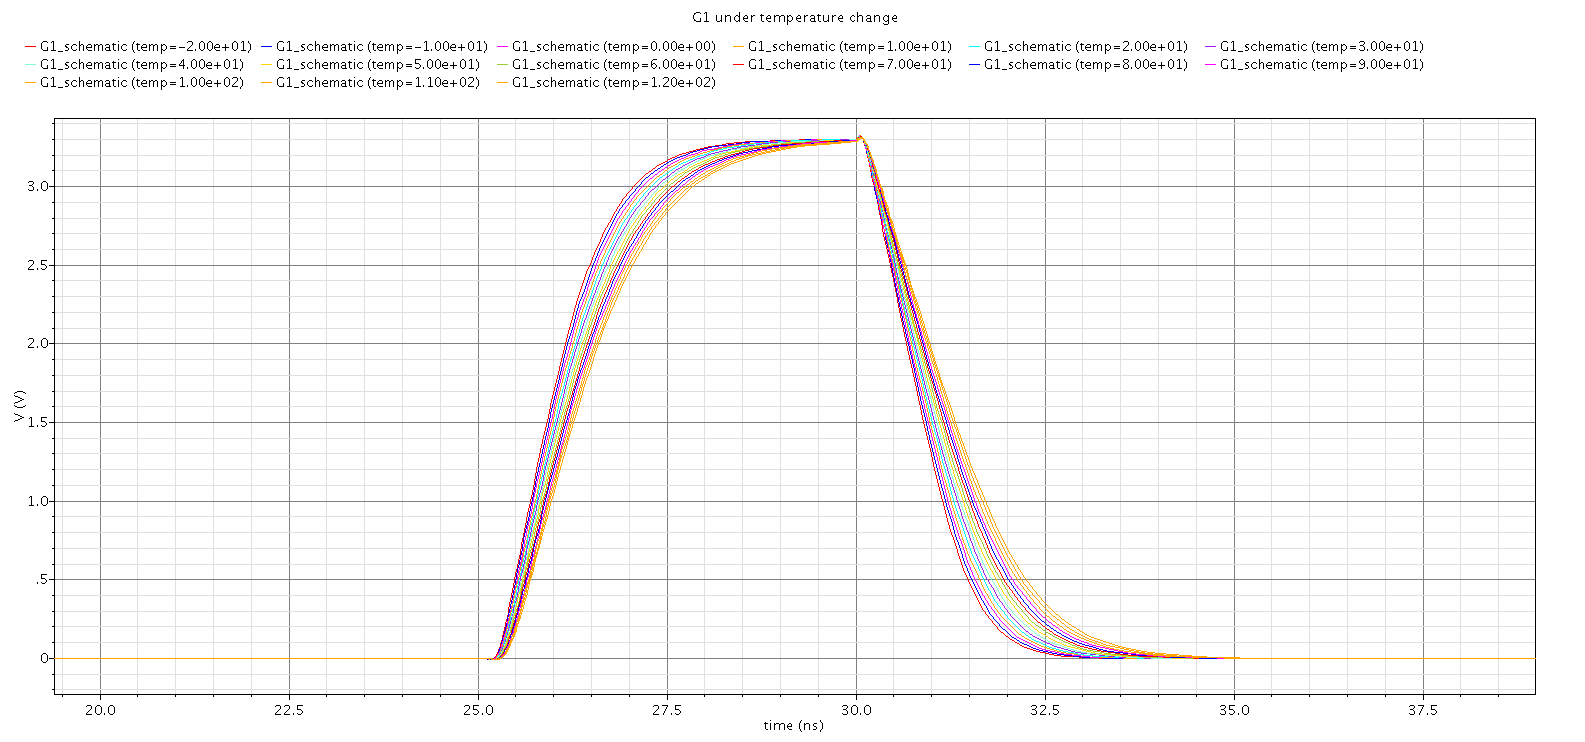 G1 under temperature change
G1_schematic (temp=-2.00e+01) G1_schematic (temp=-1.00e+01) G1_schematic (temp=0.00e+00) G1_schematic (temp=1.00e+01) G1_schematic (temp=2.00e+01) G1_schematic (temp=3.00e+01)
G1_schematic (temp=4.00e+01) G1_schematic (temp=5.00e+01) G1_schematic (temp=6.00e+01) G1_schematic (temp=7.00e+01) G1_schematic (temp=8.00e+01) G1_schematic (temp=9.00e+01)
G1_schematic (temp=1.00e+02) G1_schematic (temp=1.10e+02) G1_schematic (temp=1.20e+02)
3.0
2.5
2.0
V (V)
1.5
1.0
.5
0
20.0 22.5 25.0 27.5 30.0 32.5 35.0 37.5
time (ns)